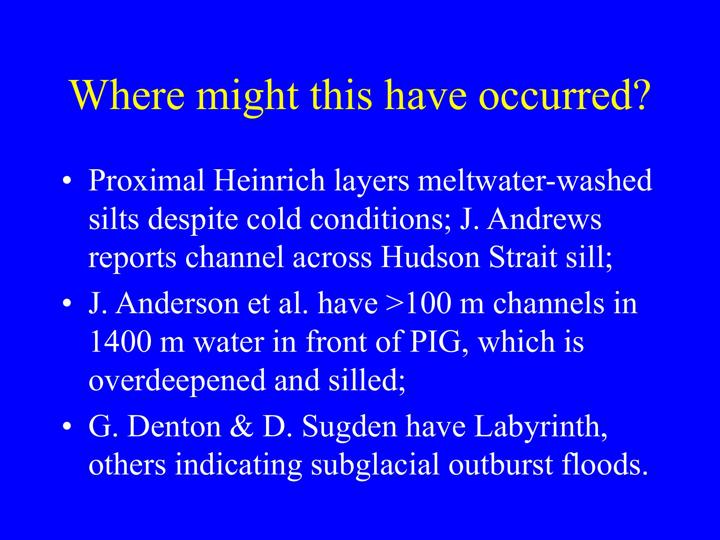 Where might this have occurred?
• Proximal Heinrich layers meltwater-washed
silts despite cold conditions; J. Andrews
reports channel across Hudson Strait sill;
• J. Anderson et al. have >100 m channels in
1400 m water in front of PIG, which is
overdeepened and silled;
• G. Denton & D. Sugden have Labyrinth,
others indicating subglacial outburst floods.